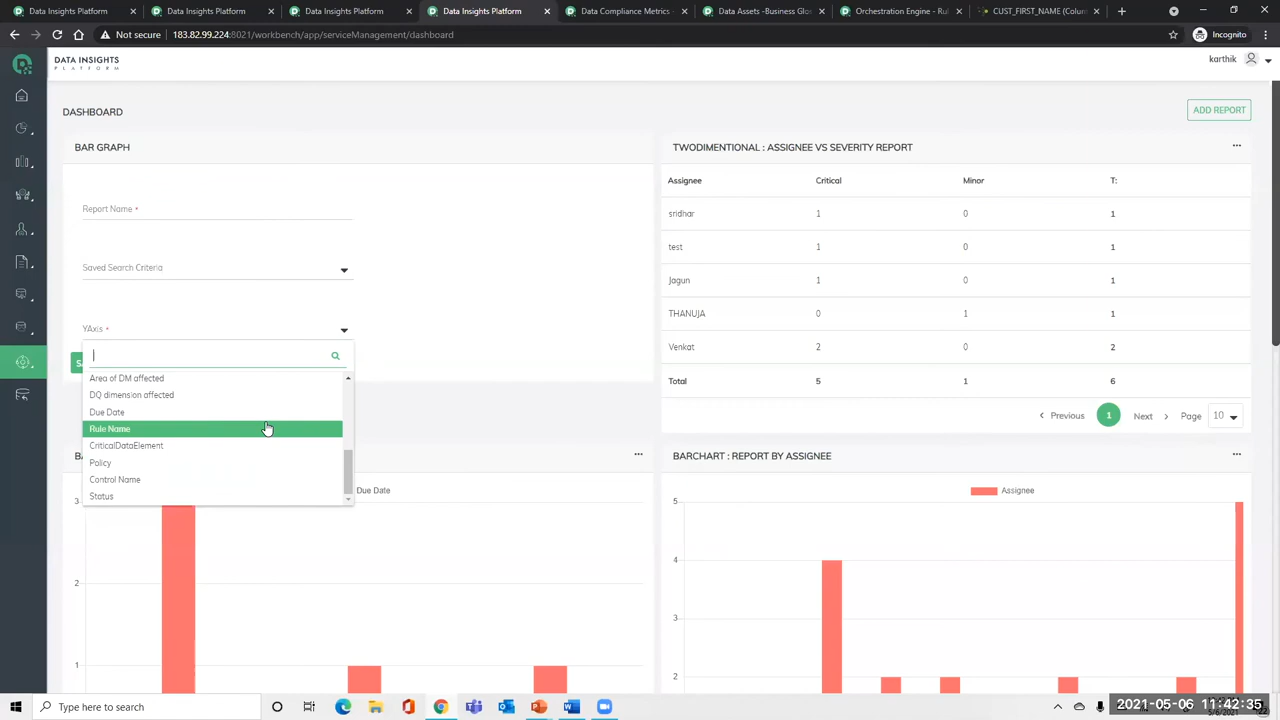 Data Insights Platform
Data Insights Platform
Data Insights Platform
Data Insights Platform
Data Compliance Metrics -
Data Assets -Business Glo
Orchestration Engine - Ru
CUST_FIRST_NAME (Colum
Not secure 183.82.99.224:8021/workbench/app/serviceManagement/dashboard
Incognito
DATA INSIGHTS
PLATFORM
karthik
DASHBOARD
ADD REPORT
BAR GRAPH
Report Name *
Saved Search Criteria
YAxis *
Area of DM affected
DQ dimension affected
Due Date
Rule Name
CriticalDataElement
Policy
Control Name
Status
TWODIMENTIONAL : ASSIGNEE VS SEVERITY REPORT
Assignee Critical Minor T:
sridhar 1 0 1
test 1 0 1
Jagun 1 0 1
THANUJA 0 1 1
Venkat 2 0 2
Total 5 1 6
Previous 1 Next Page 10
Due Date
3
2
1
BARCHART : REPORT BY ASSIGNEE
Assignee
5
4
3
2
Type here to search
2021-05-06 11:42:35